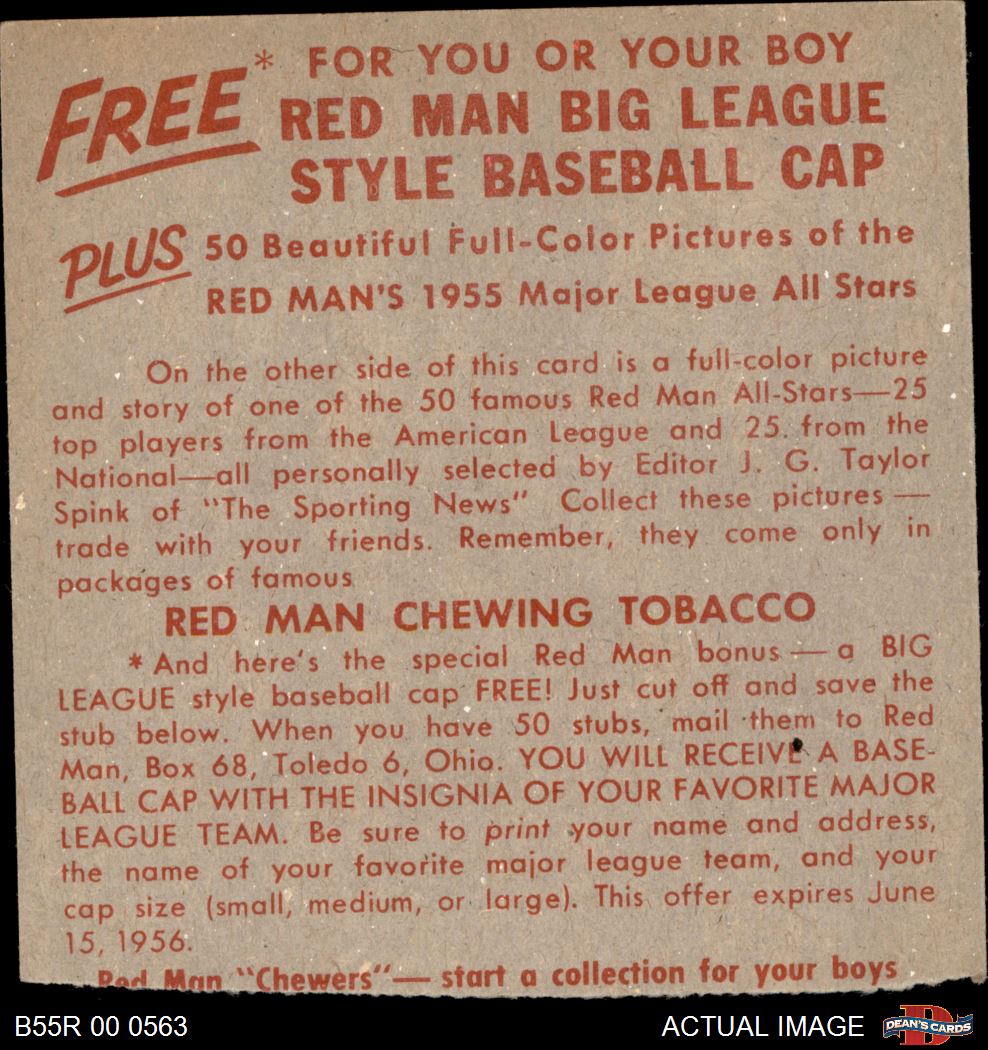 FREE* FOR YOU OR YOUR BOY
RED MAN BIG LEAGUE
STYLE BASEBALL CAP
PLUS 50 Beautiful Full-Color Pictures of the
RED MAN'S 1955 Major League All Stars
On the other side of this card is a full-color picture
and story of one of the 50 famous Red Man All-Stars—25
top players from the American League and 25. from the
National—all personally selected by Editor J. G. Taylor
Spink of "The Sporting News" Collect these pictures —
trade with your friends. Remember, they come only in
packages of famous
RED MAN CHEWING TOBACCO
*And here's the special Red Man bonus — a BIG
LEAGUE style baseball cap FREE! Just cut off and save the
stub below. When you have 50 stubs, mail them to Red
Man, Box 68, Toledo 6, Ohio. YOU WILL RECEIVE A BASE-
BALL CAP WITH THE INSIGNIA OF YOUR FAVORITE MAJOR
LEAGUE TEAM. Be sure to print your name and address,
the name of your favorite major league team, and your
cap size (small, medium, or large). This offer expires June
15, 1956.
Red Man "Chewers"— start a collection for your boys
B55R 00 0563
ACTUAL IMAGE
DEAN'S CARDS